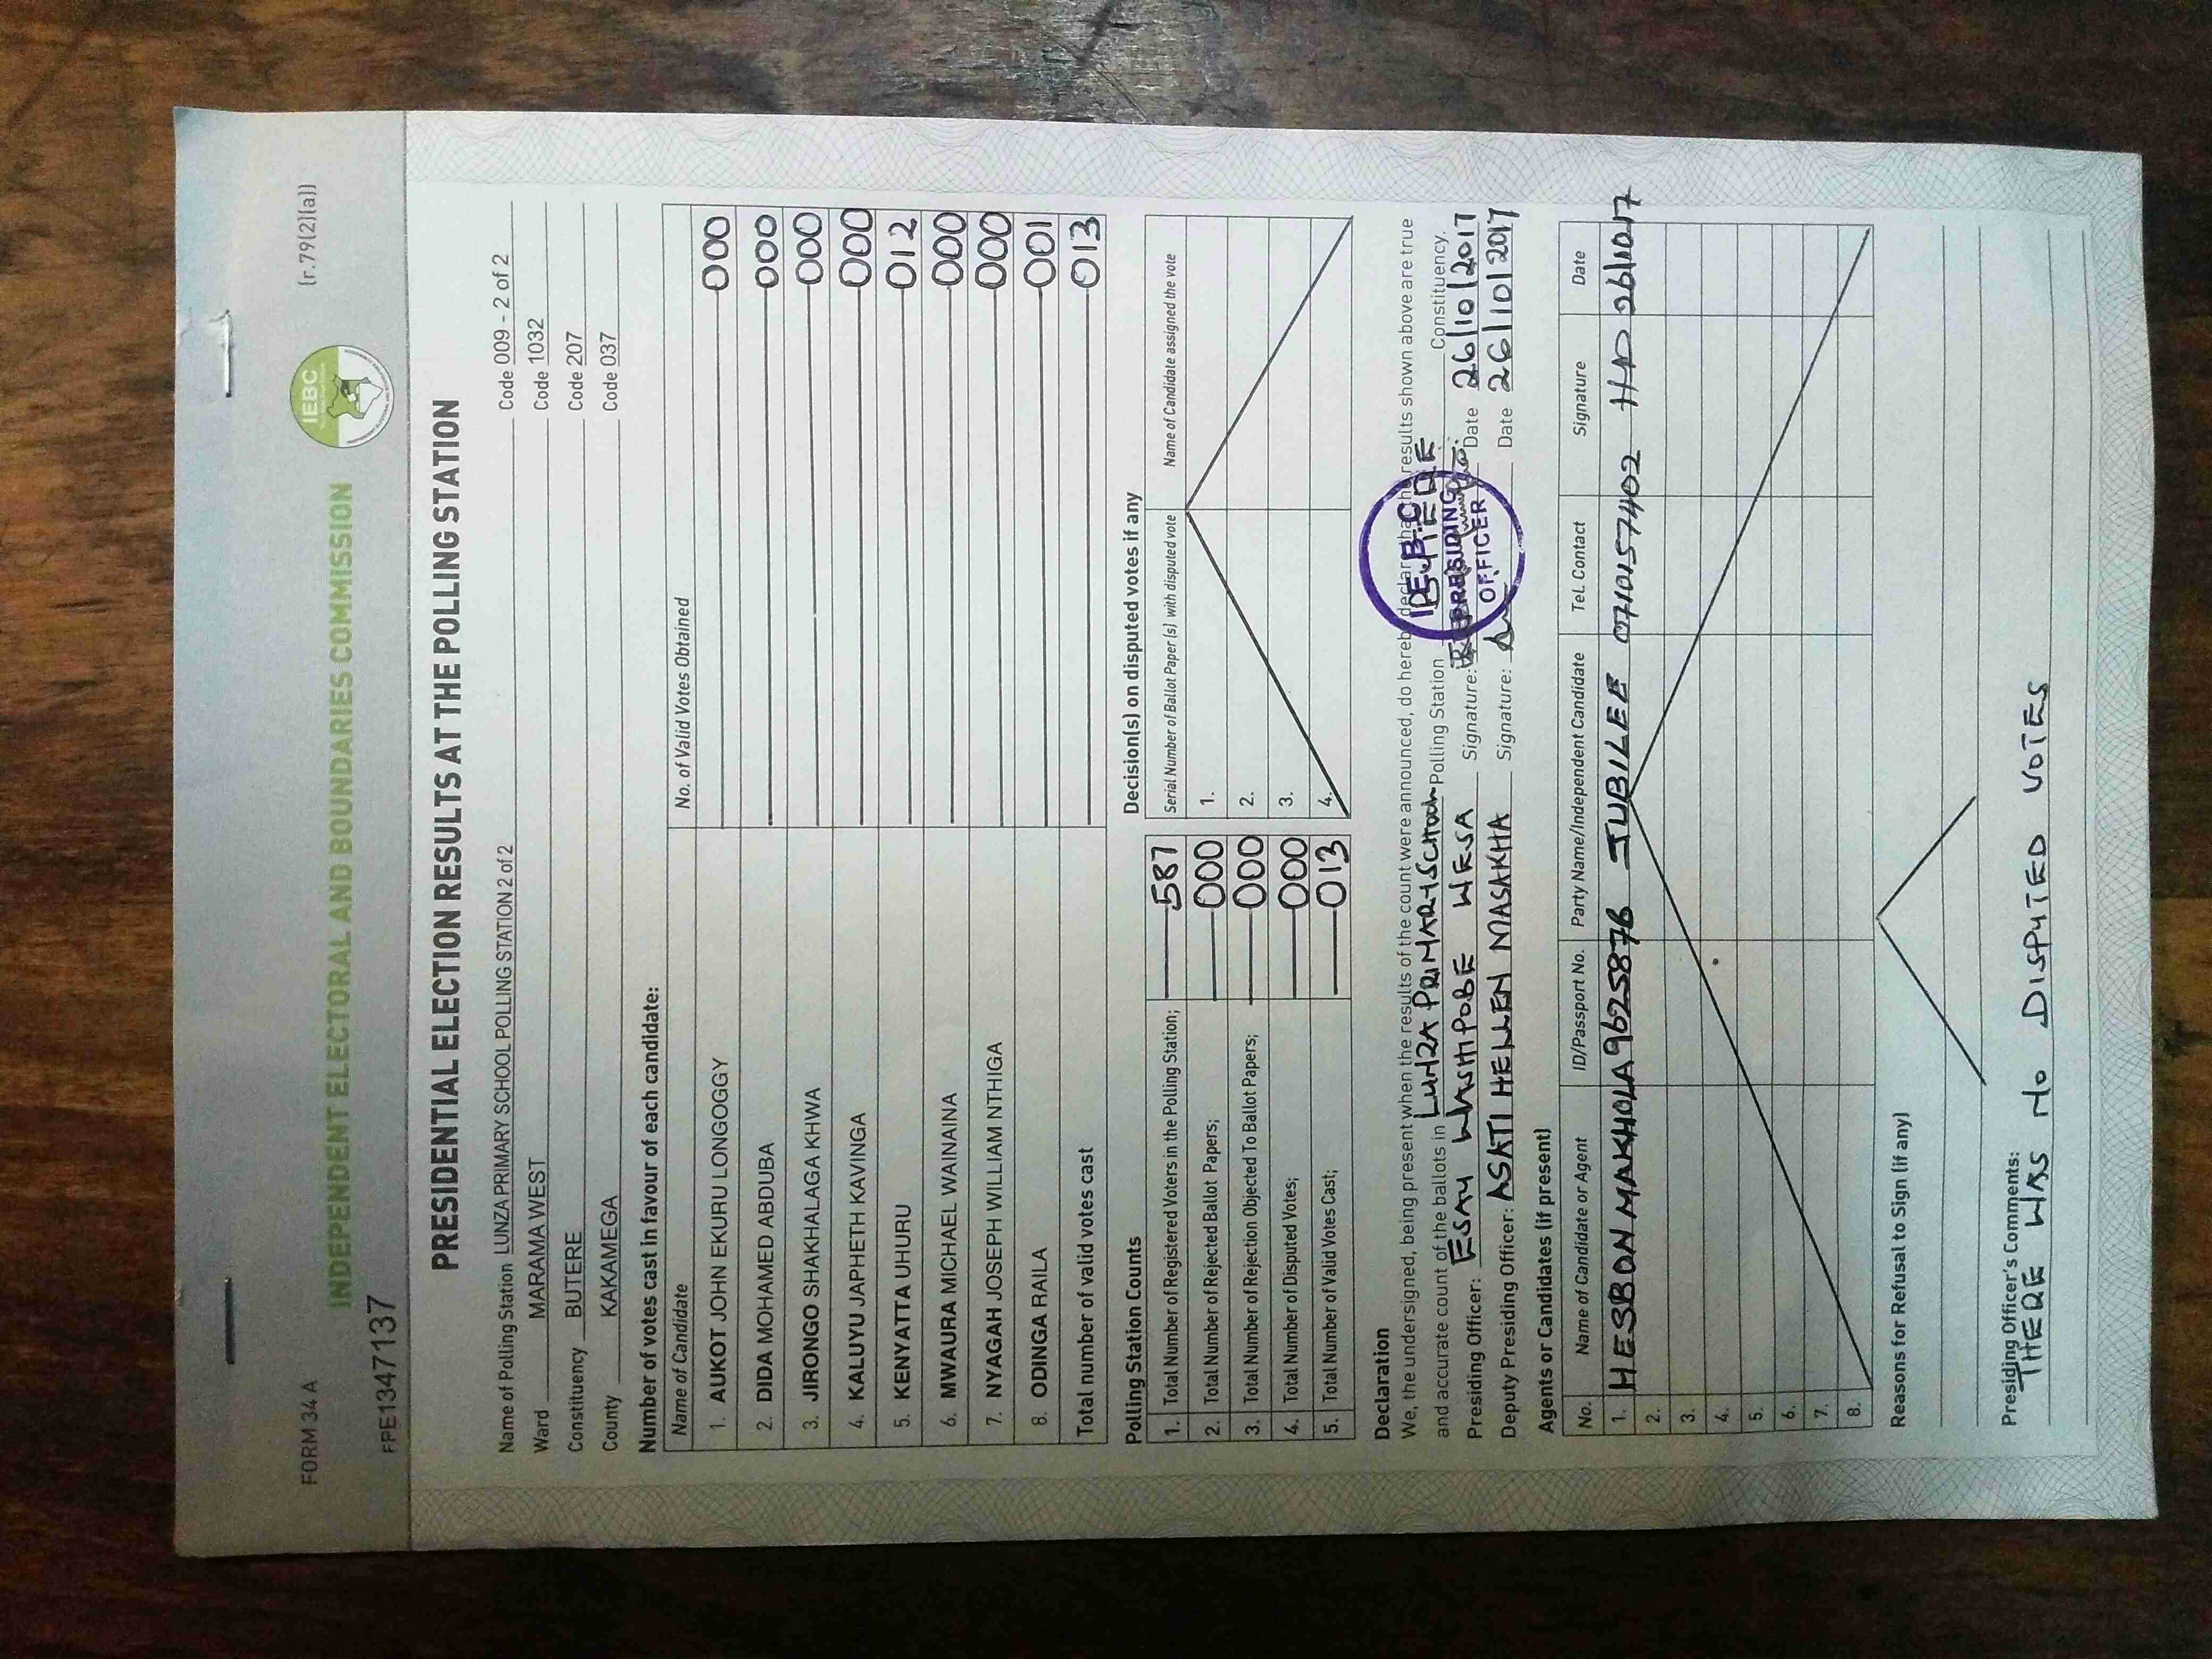 FORM 34 A
(r.79(2)(a))
IEBC
INDEPENDENT ELECTORAL AND BOUNDARIES COMMISSION
FPE1347137
PRESIDENTIAL ELECTION RESULTS AT THE POLLING STATION
Name of Polling Station LUNZA PRIMARY SCHOOL POLLING STATION 2 of 2 Code 009 - 2 of 2
Ward MARAMA WEST Code 1032
Constituency BUTERE Code 207
County KAKAMEGA Code 037
Number of votes cast in favour of each candidate:
Name of Candidate No. of Valid Votes Obtained
1. AUKOT JOHN EKURU LONGOGGY 000
2. DIDA MOHAMED ABDUBA 000
3. JIRONGO SHAKHALAGA KHWA 000
4. KALUYU JAPHETH KAVINGA 000
5. KENYATTA UHURU 012
6. MWAURA MICHAEL WAINAINA 000
7. NYAGAH JOSEPH WILLIAM NTHIGA 000
8. ODINGA RAILA 001
Total number of valid votes cast 013
Polling Station Counts Decision(s) on disputed votes if any
Serial Number of Ballot Paper (s) with disputed vote Name of Candidate assigned the vote
1. Total Number of Registered Voters in the Polling Station; 587 1.
2. Total Number of Rejected Ballot Papers; 000 2.
3. Total Number of Rejection Objected To Ballot Papers; 000 3.
4. Total Number of Disputed Votes; 000 4.
5. Total Number of Valid Votes Cast; 013
Declaration
We, the undersigned, being present when the results of the count were announced, do hereby declare that the results shown above are true
and accurate count of the ballots in Polling Station Constituency.
I.E.B.C
PRESIDING
OFFICER
Presiding Officer: WESA Signature: Date 26/10/2017
Deputy Presiding Officer: ASATI HELLEN MASAKHA Signature: Date 26/10/2017
Agents or Candidates (if present)
No. Name of Candidate or Agent ID/Passport No. Party Name/Independent Candidate Tel. Contact Signature Date
1. HESBON MAKHOLA 9625876 JUBILEE 0710157402 26/10/17
2.
3.
4.
5.
6.
7.
8.
Reasons for Refusal to Sign (if any)
Presiding Officer's Comments:
THERE WAS NO DISPUTED VOTES